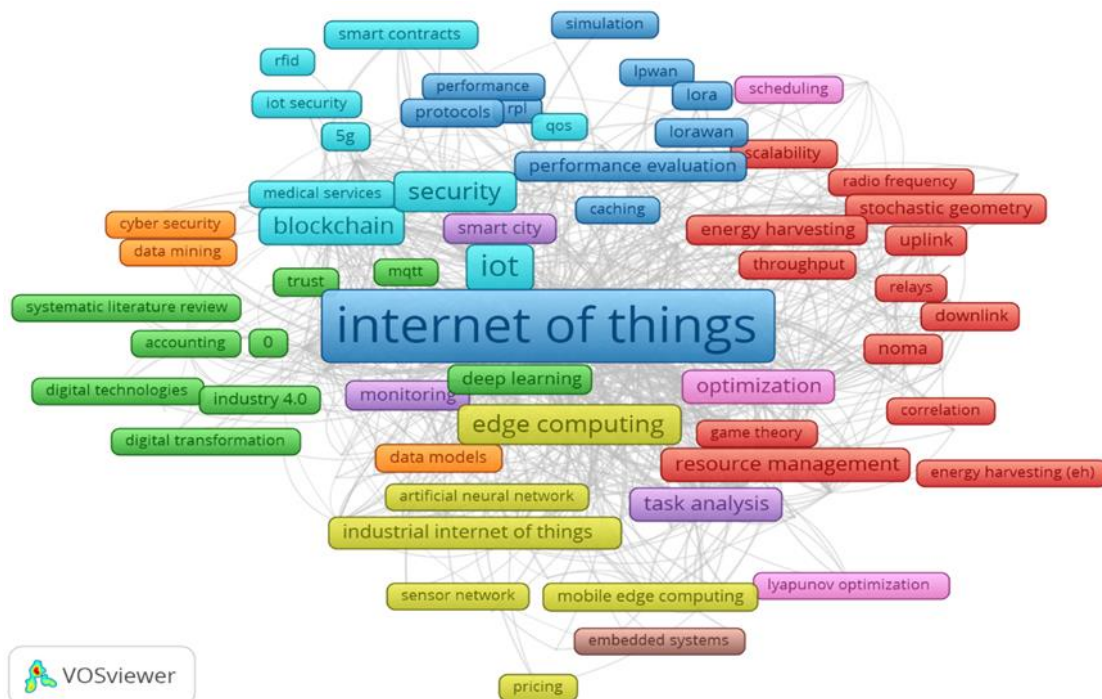 simulation
smart contracts
rfid
lpwan
performance
scheduling
lora
iot security
protocols
rpl
qos
5g
lorawan
scalability
performance evaluation
radio frequency
medical services
security
stochastic geometry
caching
cyber security
blockchain
smart city
energy harvesting
uplink
data mining
iot
throughput
mqtt
trust
relays
systematic literature review
internet of things
downlink
accounting
0
noma
deep learning
optimization
digital technologies
industry 4.0
monitoring
correlation
edge computing
game theory
digital transformation
data models
resource management
energy harvesting (eh)
artificial neural network
task analysis
industrial internet of things
lyapunov optimization
sensor network
mobile edge computing
embedded systems
VOSviewer
pricing